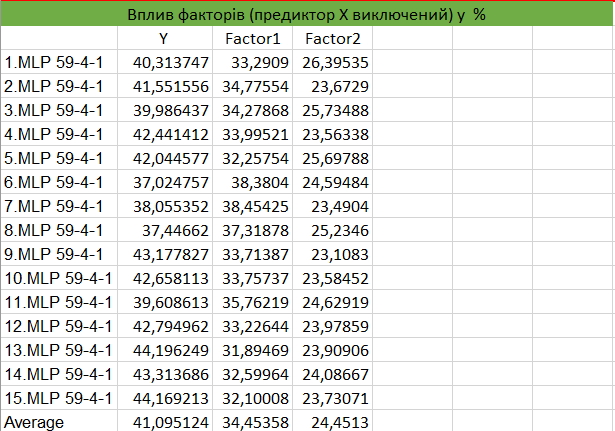 Вплив факторів (предиктор X виключений) у  %
Y Factor1 Factor2
1.MLP 59-4-1 40,313747 33,2909 26,39535
2.MLP 59-4-1 41,551556 34,77554 23,6729
3.MLP 59-4-1 39,986437 34,27868 25,73488
4.MLP 59-4-1 42,441412 33,99521 23,56338
5.MLP 59-4-1 42,044577 32,25754 25,69788
6.MLP 59-4-1 37,024757 38,3804 24,59484
7.MLP 59-4-1 38,055352 38,45425 23,4904
8.MLP 59-4-1 37,44662 37,31878 25,2346
9.MLP 59-4-1 43,177827 33,71387 23,1083
10.MLP 59-4-1 42,658113 33,75737 23,58452
11.MLP 59-4-1 39,608613 35,76219 24,62919
12.MLP 59-4-1 42,794962 33,22644 23,97859
13.MLP 59-4-1 44,196249 31,89469 23,90906
14.MLP 59-4-1 43,313686 32,59964 24,08667
15.MLP 59-4-1 44,169213 32,10008 23,73071
Average 41,095124 34,45358 24,4513